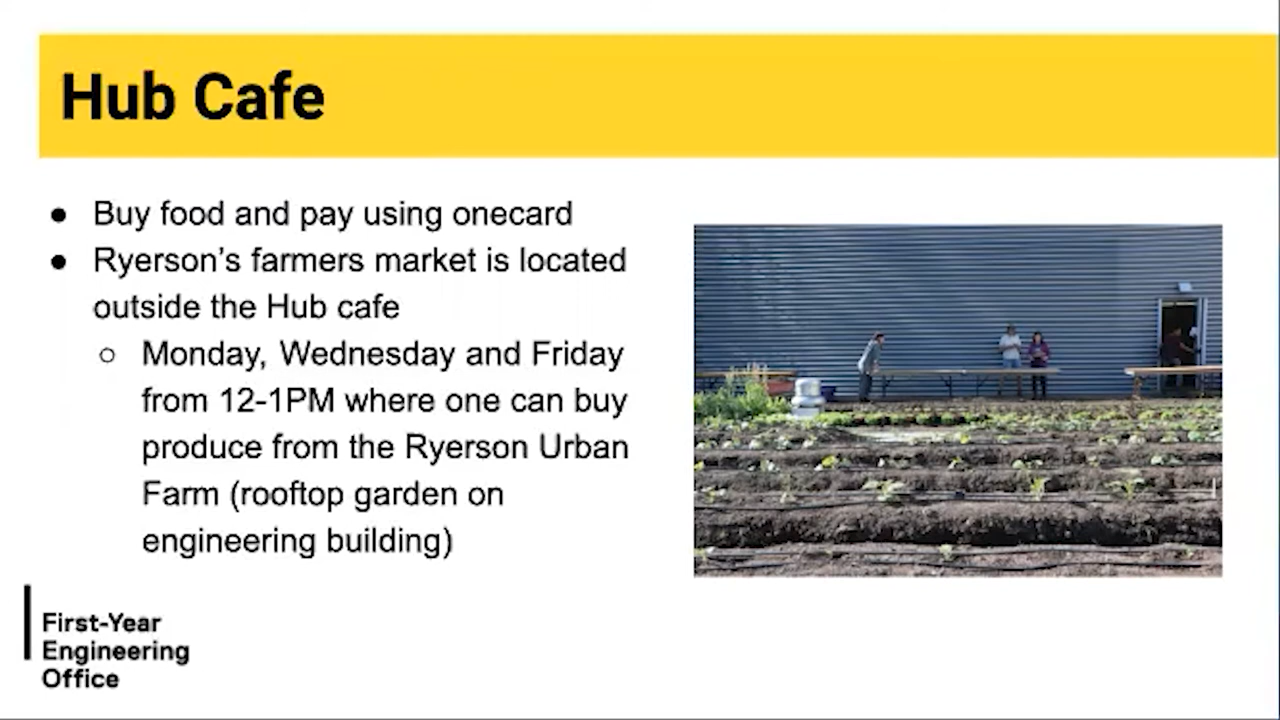 Hub Cafe
● Buy food and pay using onecard
● Ryerson’s farmers market is located
outside the Hub cafe
○ Monday, Wednesday and Friday
from 12-1PM where one can buy
produce from the Ryerson Urban
Farm (rooftop garden on
engineering building)
First-Year
Engineering
Office